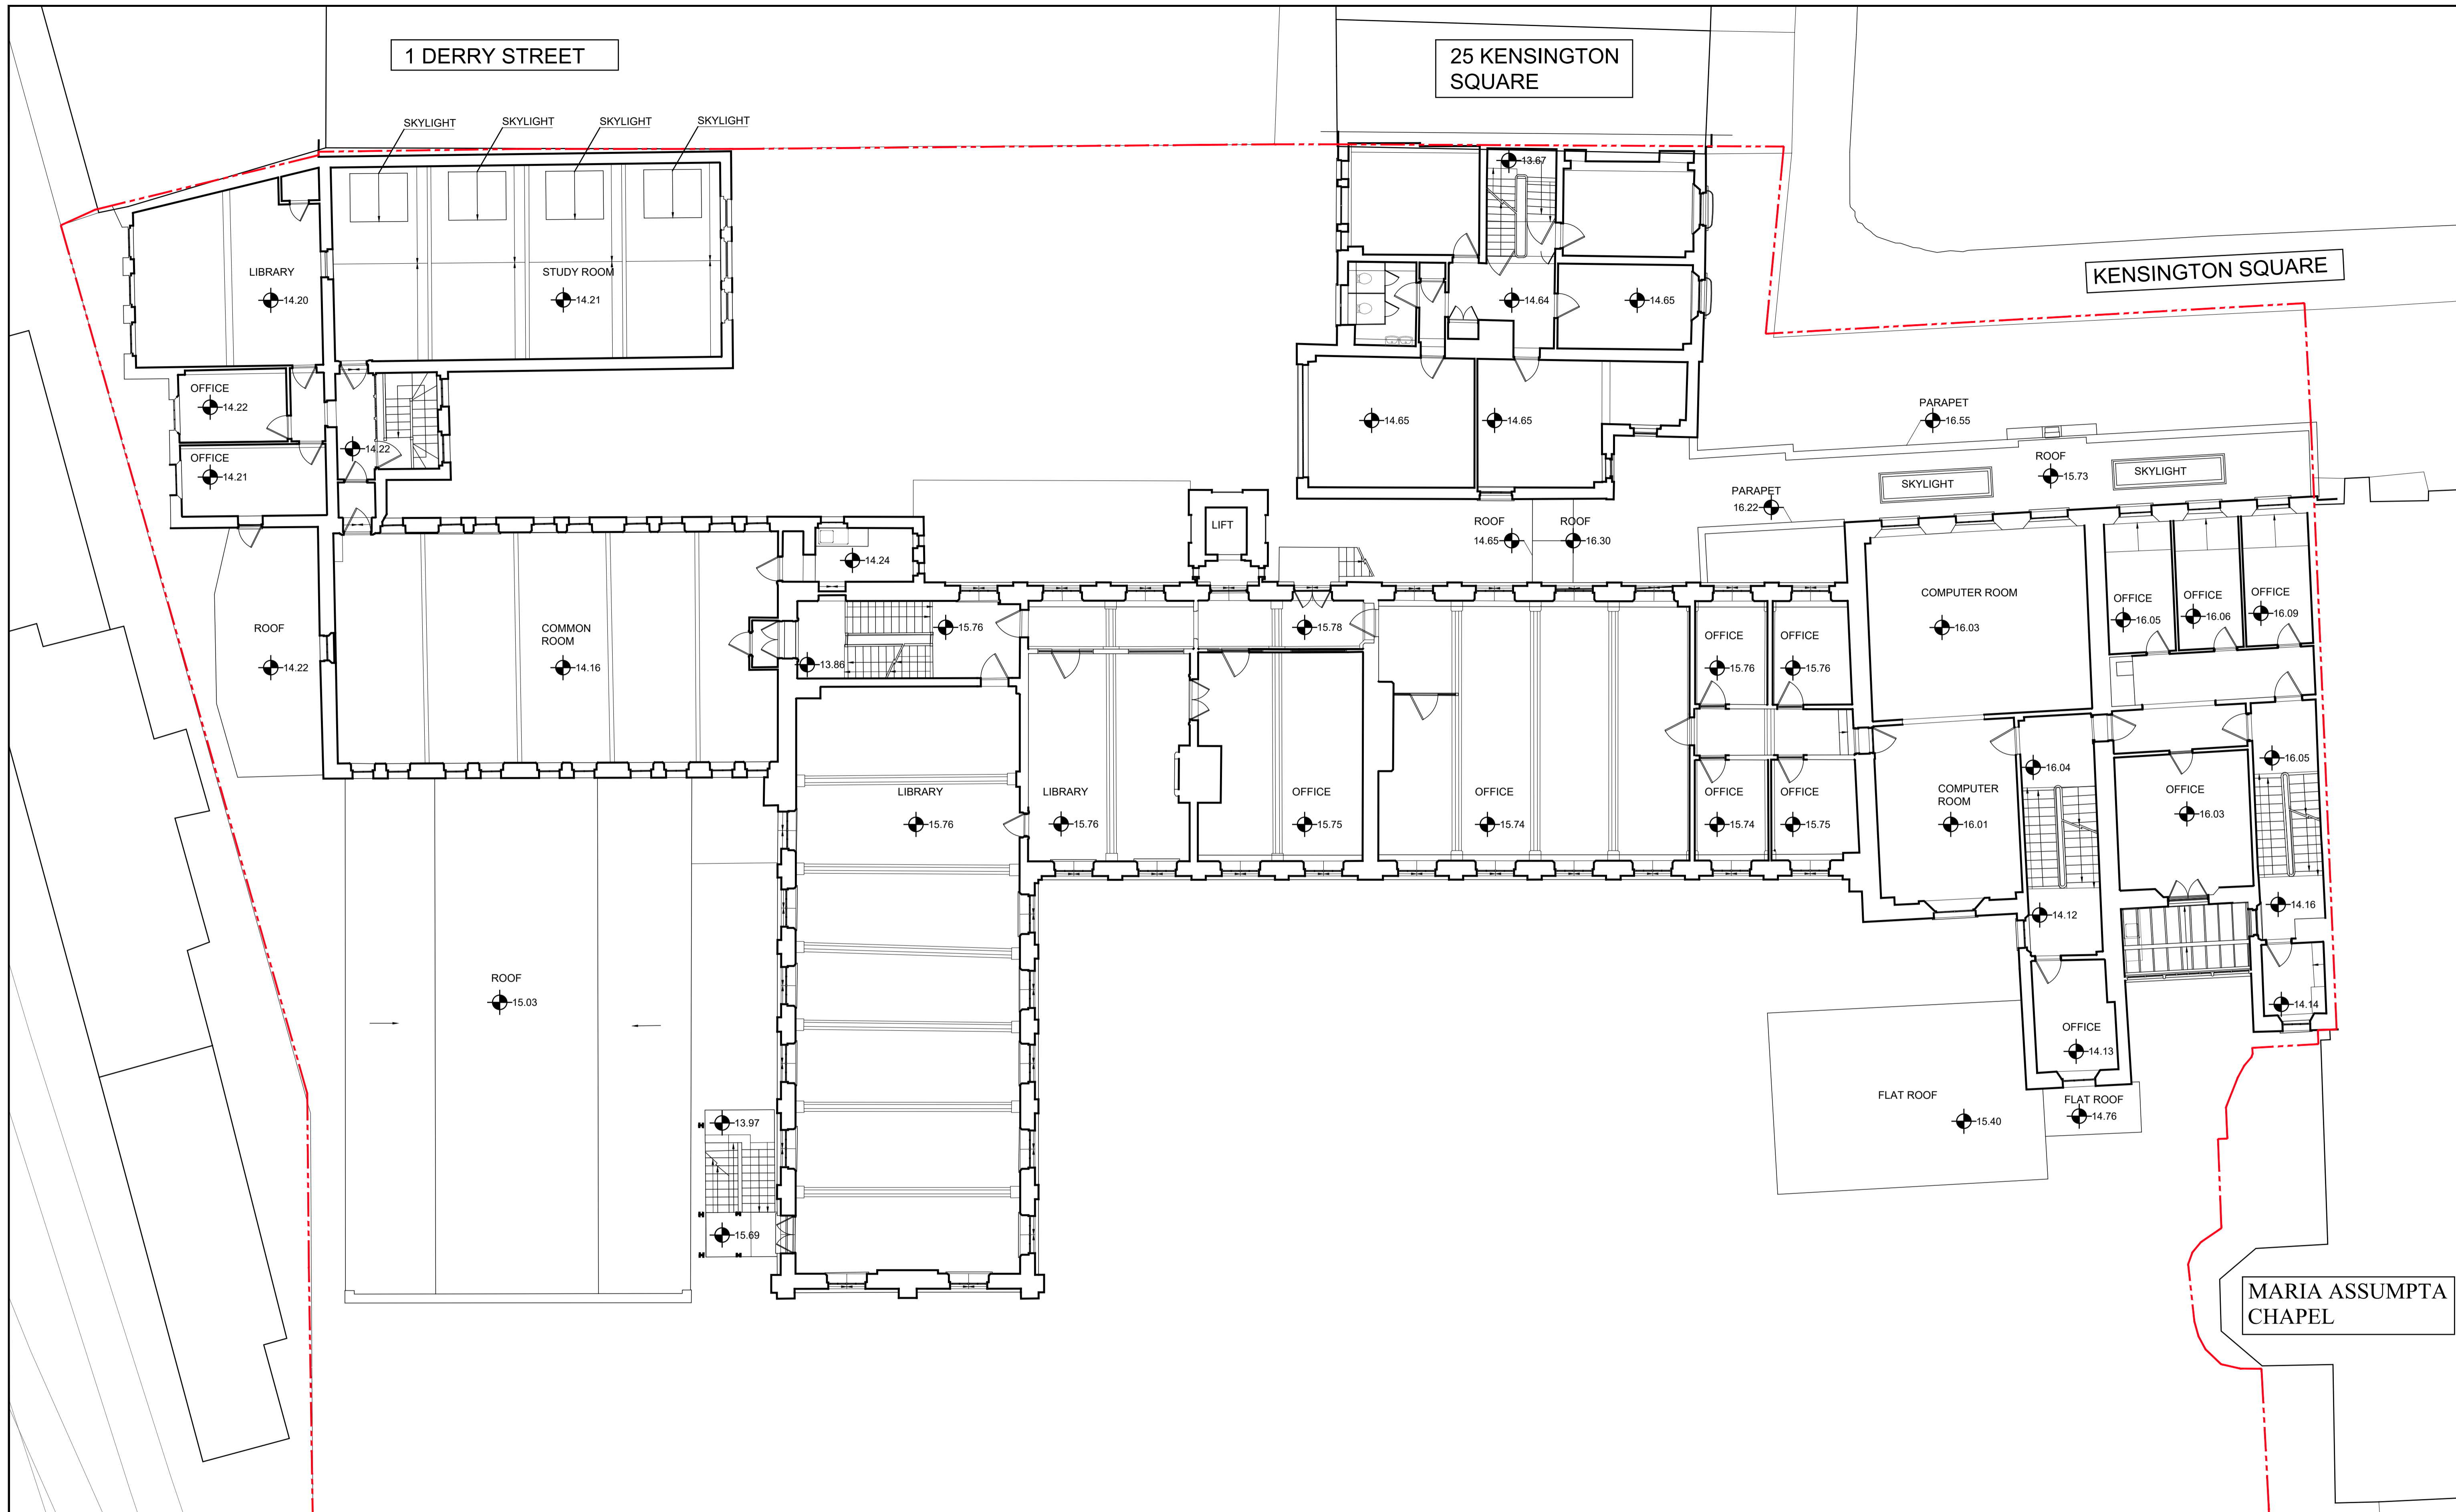 1 DERRY STREET
25 KENSINGTON
SQUARE
SKYLIGHT
SKYLIGHT
SKYLIGHT
SKYLIGHT
13.67
KENSINGTON SQUARE
LIBRARY
14.20
STUDY ROOM
14.21
14.64
14.65
OFFICE
14.22
14.22
OFFICE
14.21
14.65
14.65
PARAPET
16.55
ROOF
15.73
SKYLIGHT
SKYLIGHT
PARAPET
16.22
ROOF
14.65
ROOF
16.30
LIFT
14.24
ROOF
14.22
COMMON
ROOM
14.16
13.86
15.76
15.78
OFFICE
15.76
OFFICE
15.76
COMPUTER ROOM
16.03
OFFICE
16.05
OFFICE
16.06
OFFICE
16.09
LIBRARY
15.76
LIBRARY
15.76
OFFICE
15.75
OFFICE
15.74
OFFICE
15.74
OFFICE
15.75
COMPUTER
ROOM
16.01
16.04
OFFICE
16.03
16.05
14.12
14.16
ROOF
15.03
14.14
OFFICE
14.13
FLAT ROOF
15.40
FLAT ROOF
14.76
13.97
15.69
MARIA ASSUMPTA
CHAPEL